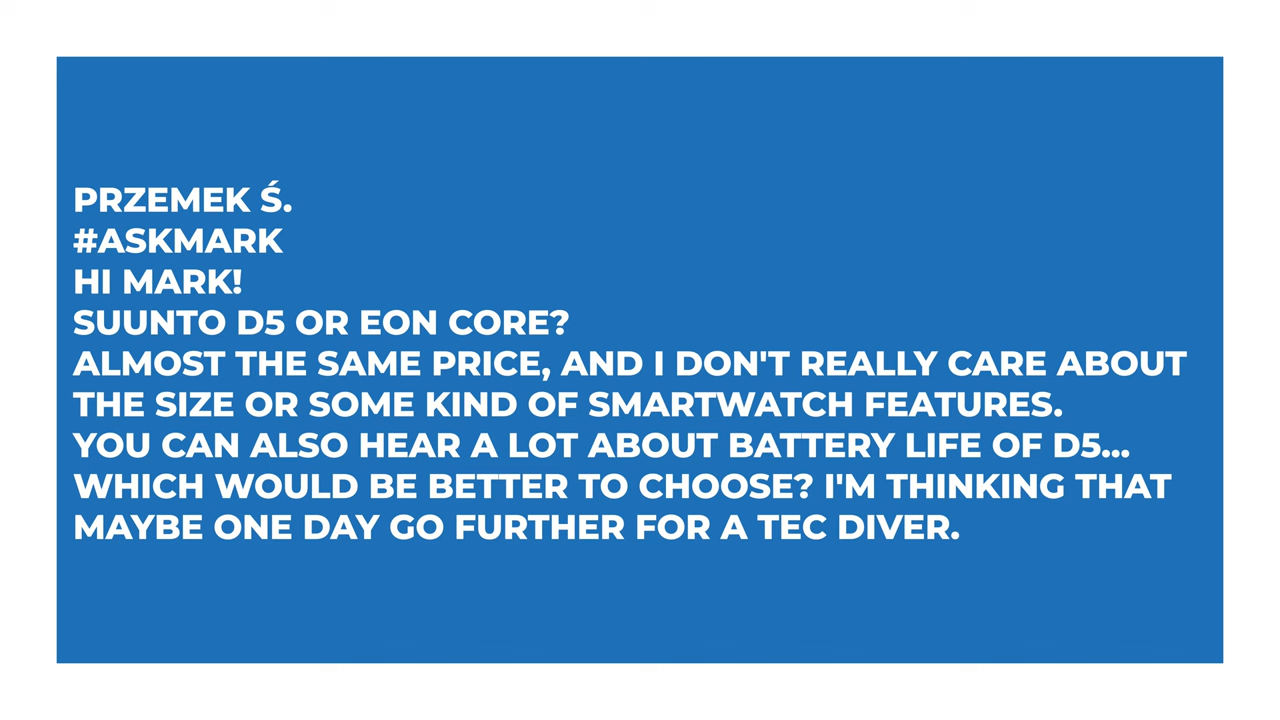 PRZEMEK Ś.
#ASKMARK
HI MARK!
SUUNTO D5 OR EON CORE?
ALMOST THE SAME PRICE, AND I DON'T REALLY CARE ABOUT
THE SIZE OR SOME KIND OF SMARTWATCH FEATURES.
YOU CAN ALSO HEAR A LOT ABOUT BATTERY LIFE OF D5...
WHICH WOULD BE BETTER TO CHOOSE? I'M THINKING THAT
MAYBE ONE DAY GO FURTHER FOR A TEC DIVER.